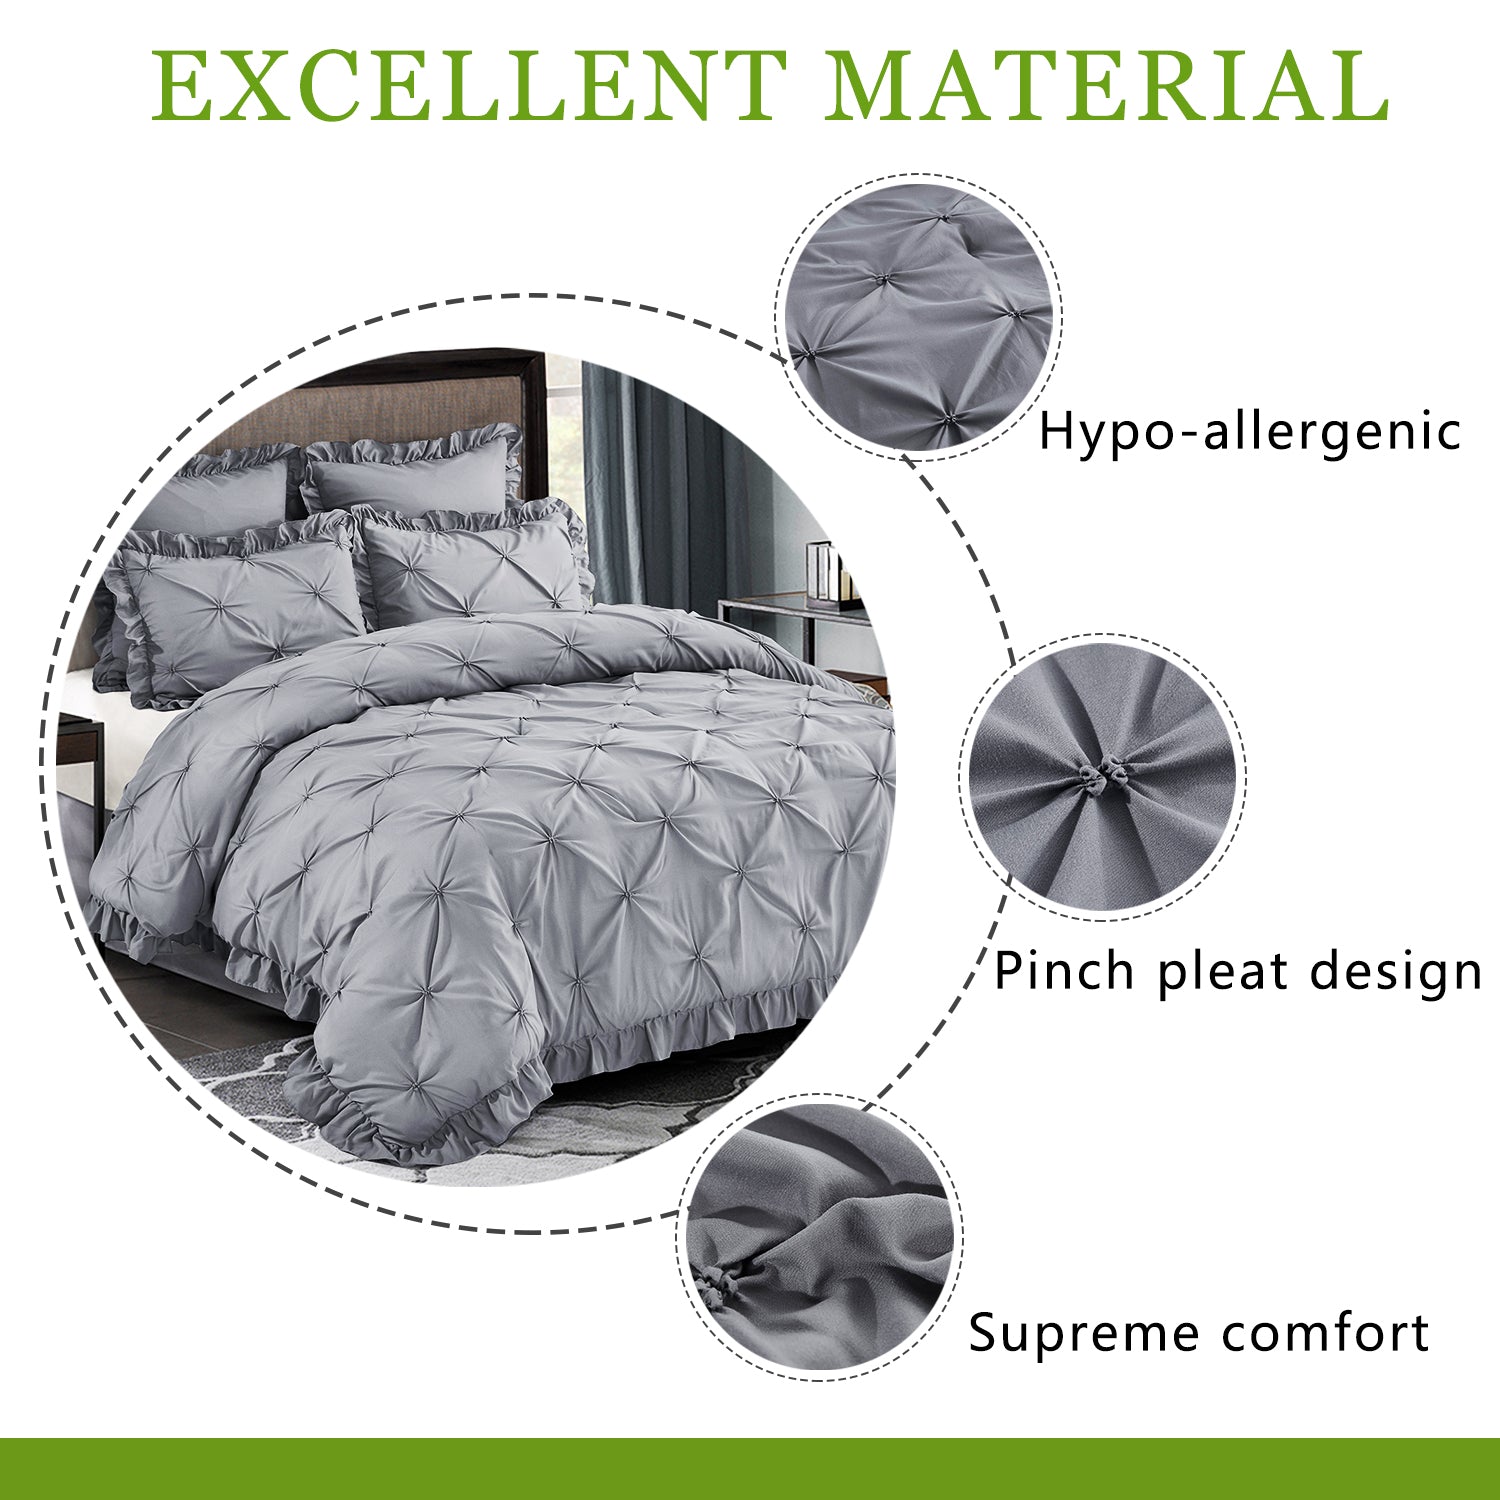 EXCELLENT MATERIAL
Hypo-allergenic
Pinch pleat design
Supreme comfort